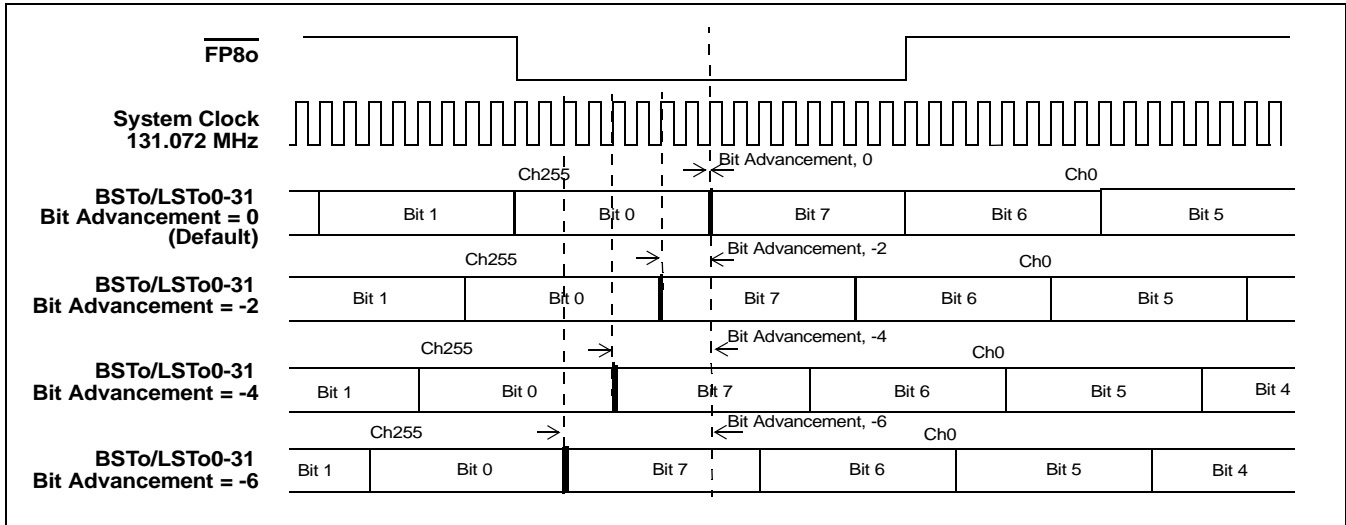 FP8o
System Clock
131.072 MHz
Bit Advancement, 0
Ch255
Ch0
BSTo/LSTo0-31
Bit Advancement = 0
(Default)
Bit 1
Bit 0
Bit 7
Bit 6
Bit 5
Bit Advancement, -2
Ch255
Ch0
BSTo/LSTo0-31
Bit Advancement = -2
Bit 1
Bit 0
Bit 7
Bit 6
Bit 5
Bit Advancement, -4
Ch255
Ch0
BSTo/LSTo0-31
Bit Advancement = -4
Bit 1
Bit 0
Bit 7
Bit 6
Bit 5
Bit 4
Bit Advancement, -6
Ch255
Ch0
BSTo/LSTo0-31
Bit Advancement = -6
Bit 1
Bit 0
Bit 7
Bit 6
Bit 5
Bit 4